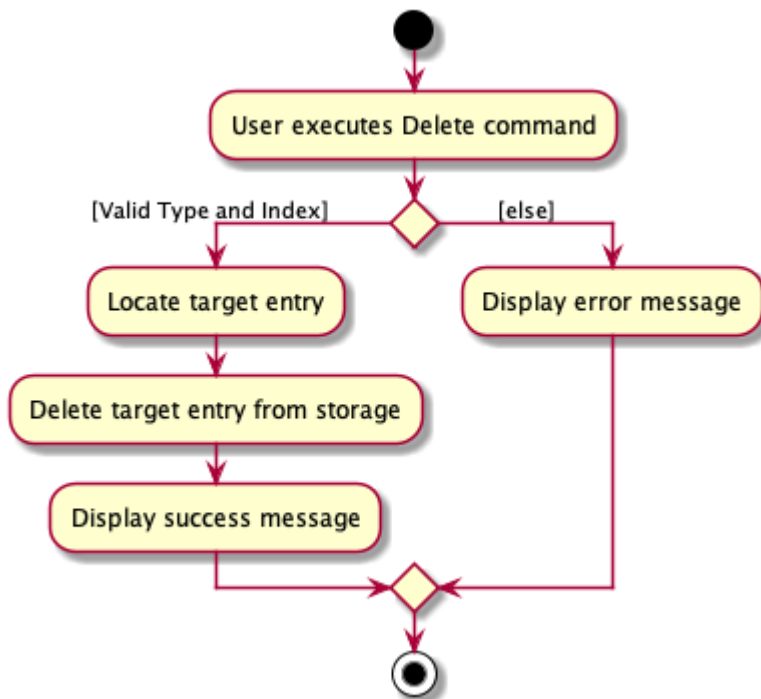 User executes Delete command
[Valid Type and Index]
[else]
Locate target entry
Display error message
Delete target entry from storage
Display success message